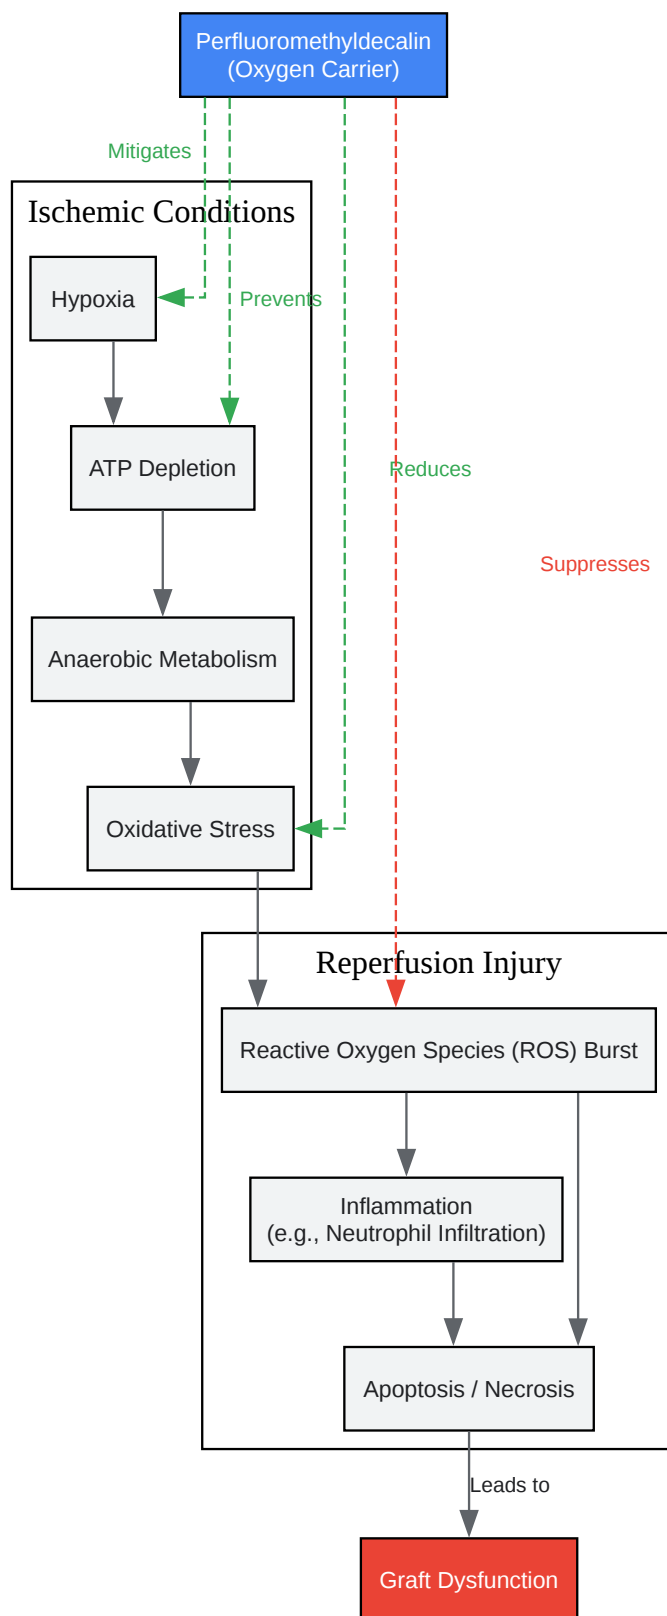 Perfluoromethyldecalin
(Oxygen Carrier)
Mitigates
Ischemic Conditions
Hypoxia
Prevents
ATP Depletion
Reduces
Suppresses
Anaerobic Metabolism
Oxidative Stress
Reperfusion Injury
Reactive Oxygen Species (ROS) Burst
Inflammation
(e.g., Neutrophil Infiltration)
Apoptosis / Necrosis
Leads to
Graft Dysfunction